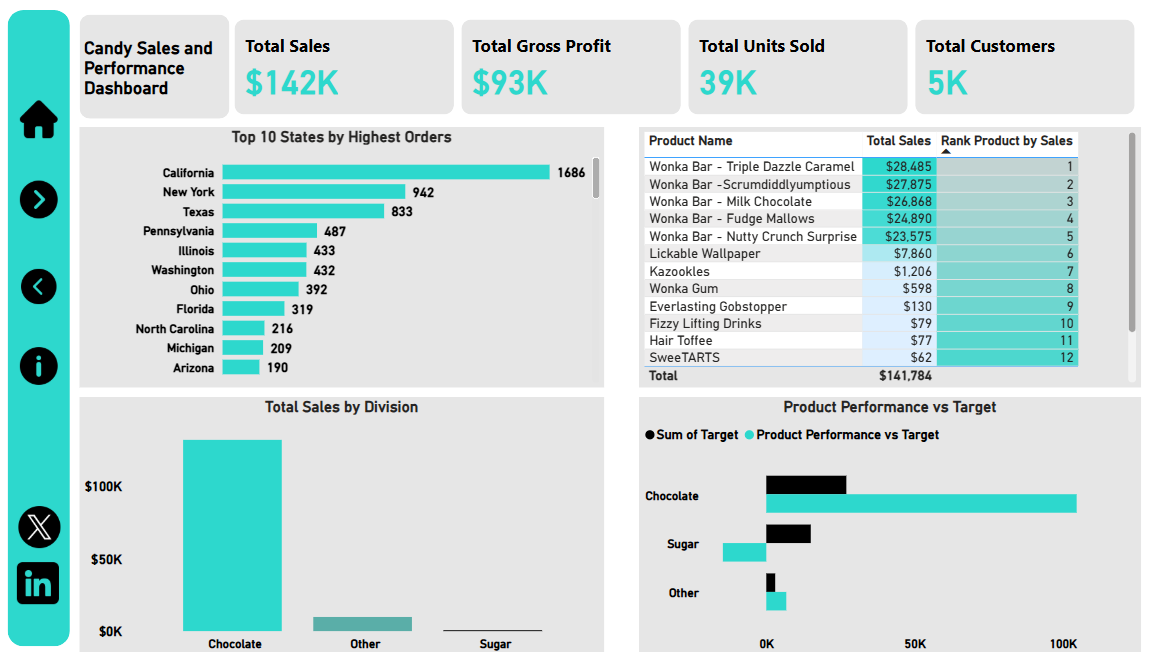 Candy Sales and
Performance
Dashboard
Total Sales
$142K
Total Gross Profit
$93K
Total Units Sold
39K
Total Customers
5K
Top 10 States by Highest Orders
California 1686
New York 942
Texas 833
Pennsylvania 487
Illinois 433
Washington 432
Ohio 392
Florida 319
North Carolina 216
Michigan 209
Arizona 190
Product Name Total Sales Rank Product by Sales
Wonka Bar - Triple Dazzle Caramel $28,485 1
Wonka Bar -Scrumdiddlyumptious $27,875 2
Wonka Bar - Milk Chocolate $26,868 3
Wonka Bar - Fudge Mallows $24,890 4
Wonka Bar - Nutty Crunch Surprise $23,575 5
Lickable Wallpaper $7,860 6
Kazookles $1,206 7
Wonka Gum $598 8
Everlasting Gobstopper $130 9
Fizzy Lifting Drinks $79 10
Hair Toffee $77 11
SweeTARTS $62 12
Total $141,784
Total Sales by Division
$100K
$50K
$0K
Chocolate Other Sugar
Product Performance vs Target
Sum of Target Product Performance vs Target
Chocolate
Sugar
Other
0K 50K 100K
X
in